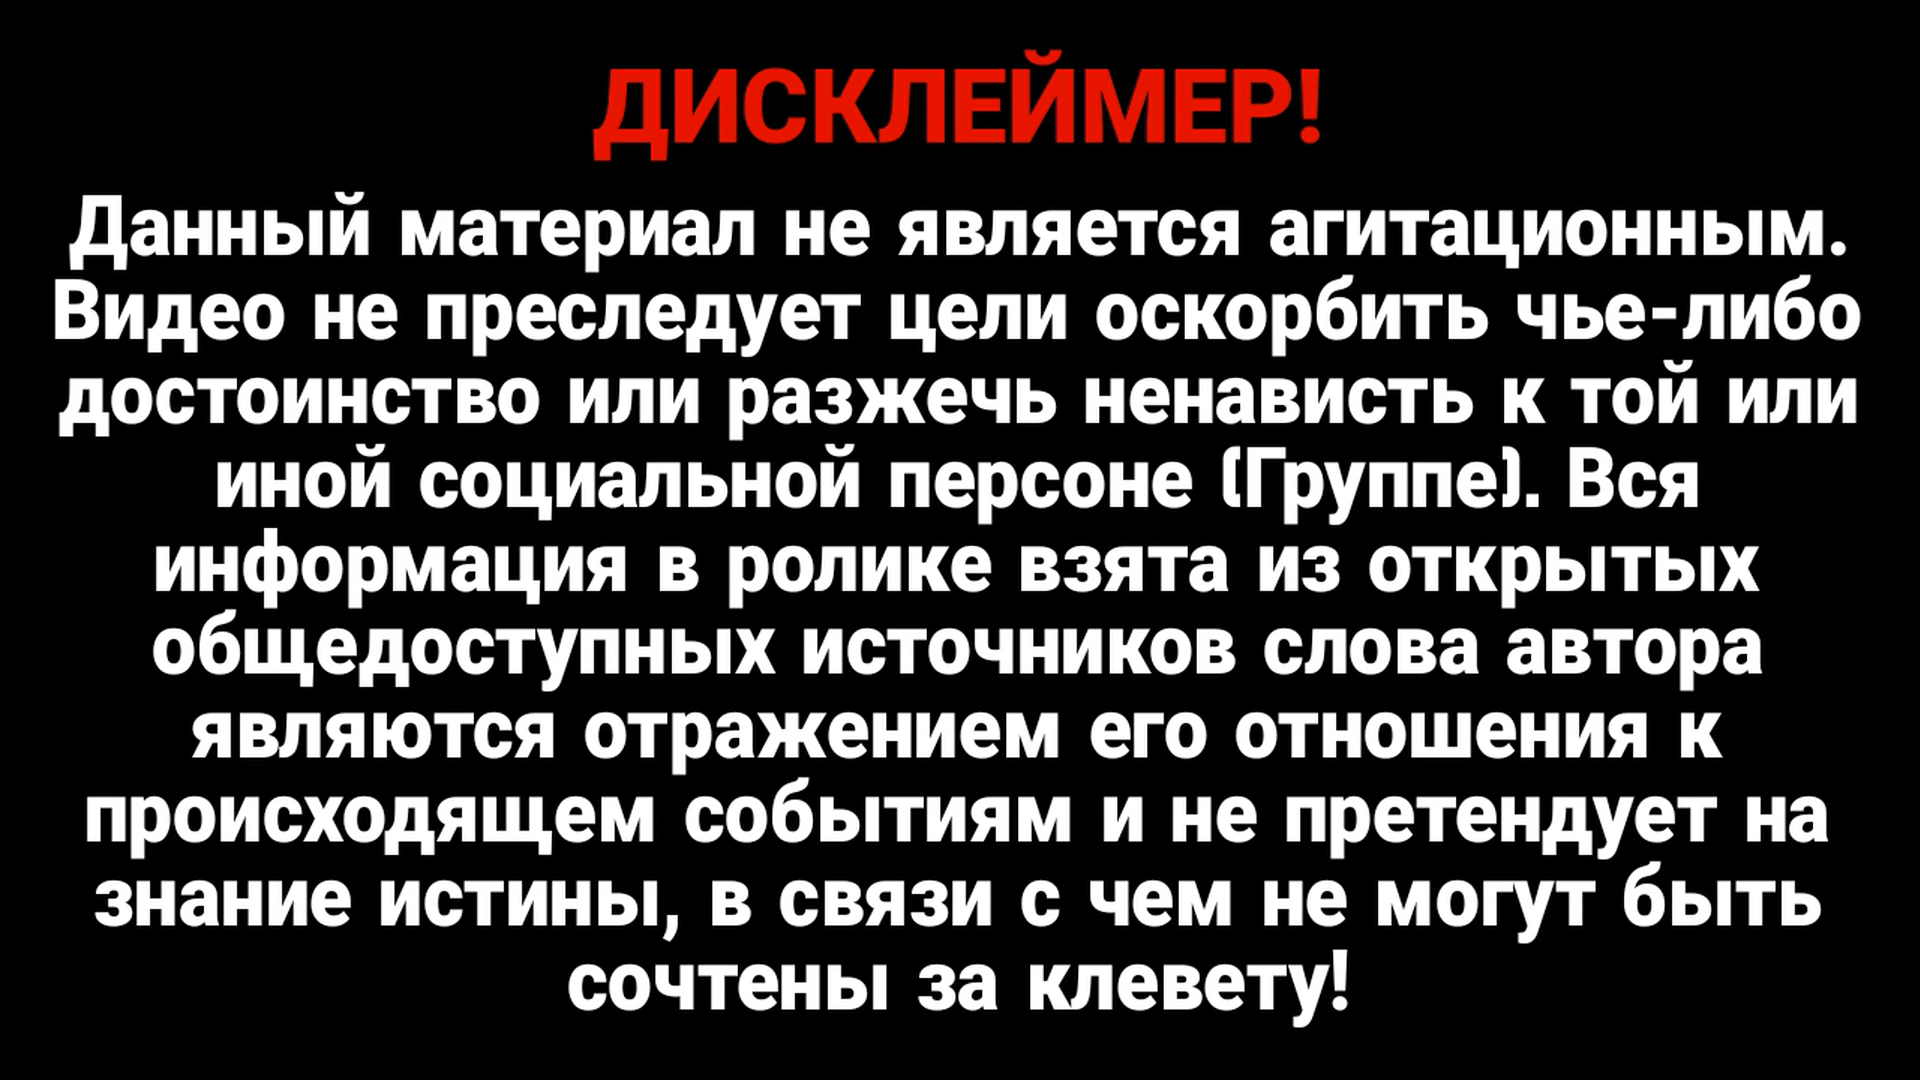 ДИСКЛЕЙМЕР!
Данный материал не является агитационным.
Видео не преследует цели оскорбить чье-либо
достоинство или разжечь ненависть к той или
иной социальной персоне (Группе). Вся
информация в ролике взята из открытых
общедоступных источников слова автора
являются отражением его отношения к
происходящем событиям и не претендует на
знание истины, в связи с чем не могут быть
сочтены за клевету!